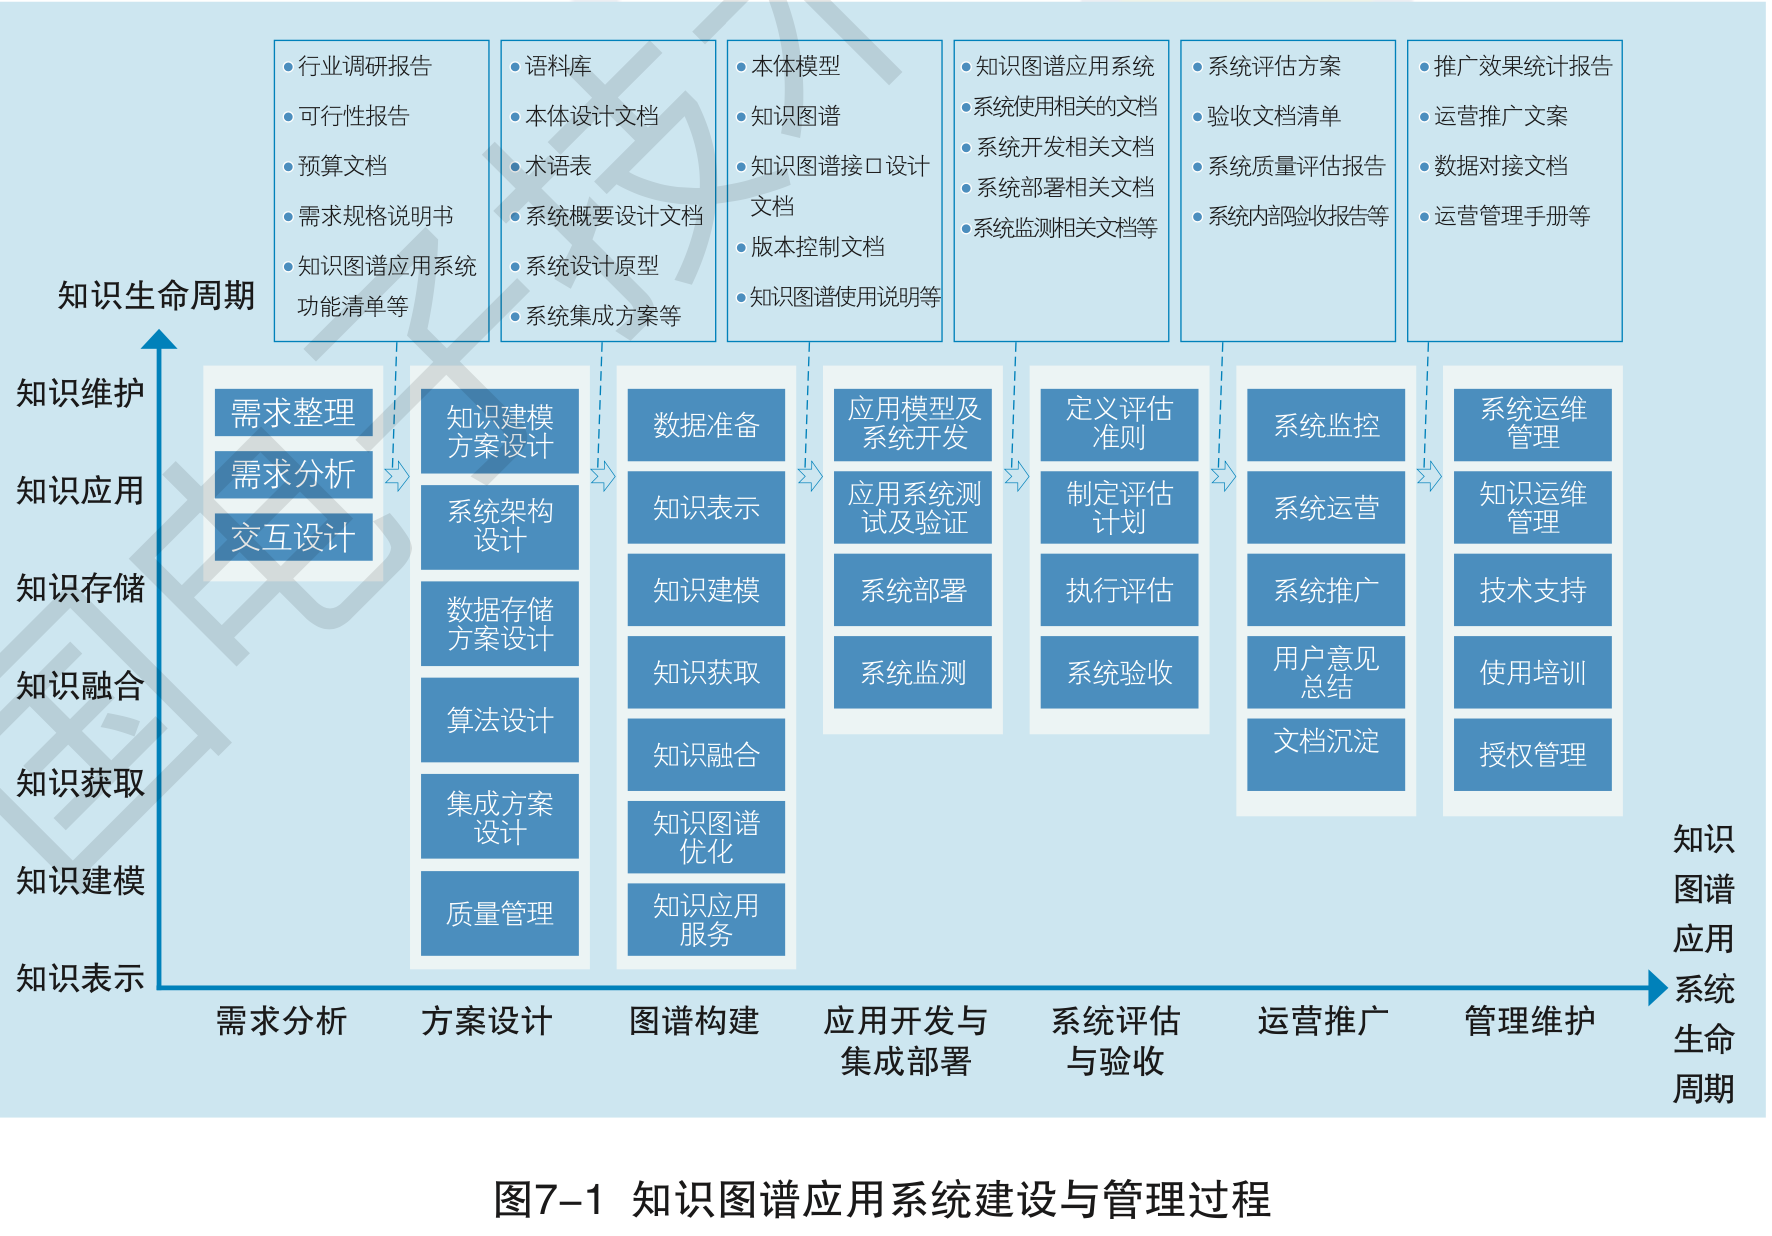 行业调研报告
可行性报告
预算文档
需求规格说明书
知识图谱应用系统
功能清单等
语料库
本体设计文档
术语表
系统概要设计文档
系统设计原型
系统集成方案等
本体模型
知识图谱
知识图谱接口设计
文档
版本控制文档
知识图谱使用说明等
知识图谱应用系统
系统使用相关的文档
系统开发相关文档
系统部署相关文档
系统监测相关文档等
系统评估方案
验收文档清单
系统质量评估报告
系统内部验收报告等
推广效果统计报告
运营推广文案
数据对接文档
运营管理手册等
知识生命周期
知识维护
知识应用
知识存储
知识融合
知识获取
知识建模
知识表示
需求整理
需求分析
交互设计
知识建模
方案设计
系统架构
设计
数据存储
方案设计
算法设计
集成方案
设计
质量管理
数据准备
知识表示
知识建模
知识获取
知识融合
知识图谱
优化
知识应用
服务
应用模型及
系统开发
应用系统测
试及验证
系统部署
系统监测
定义评估
准则
制定评估
计划
执行评估
系统验收
系统监控
系统运营
系统推广
用户意见
总结
文档沉淀
系统运维
管理
知识运维
管理
技术支持
使用培训
授权管理
需求分析
方案设计
图谱构建
应用开发与
集成部署
系统评估
与验收
运营推广
管理维护
知识
图谱
应用
系统
生命
周期
图7-1 知识图谱应用系统建设与管理过程
国电子技术